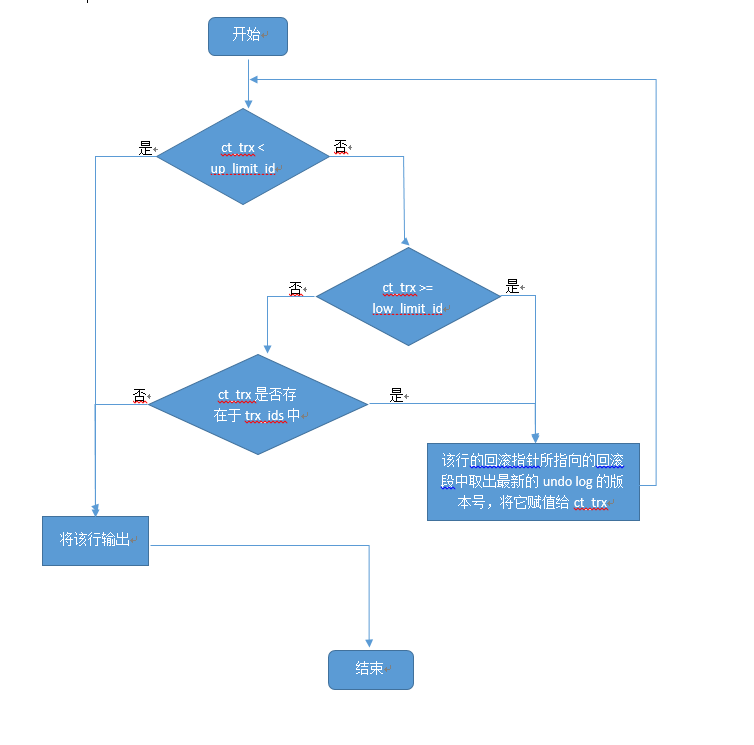 开始
是
ct_trx <
up_limit_id
否
否
ct_trx >=
low_limit_id
是
否
ct_trx 是否存
在于 trx_ids 中
是
该行的回滚指针所指向的回滚
段中取出最新的 undo log 的版
本号，将它赋值给 ct_trx
将该行输出
结束